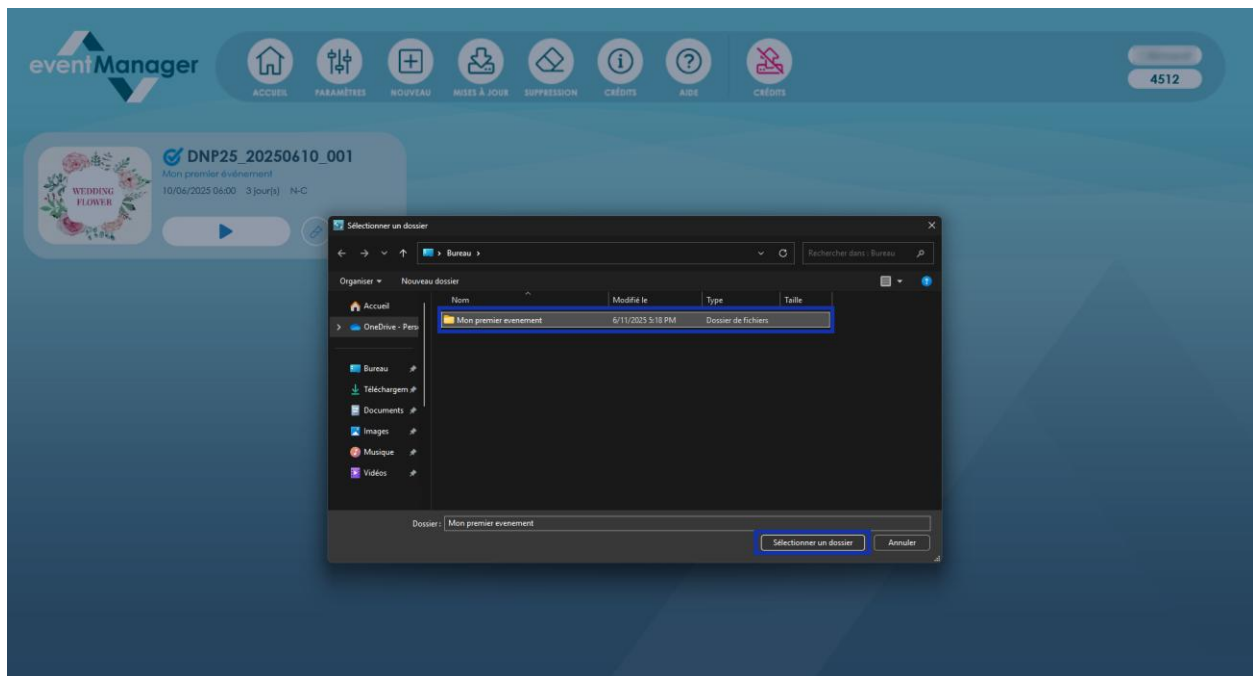 eventManager
ACCUEIL
PARAMÈTRES
NOUVEAU
MISES À JOUR
SUPPRESSION
CRÉDITS
AIDE
CRÉDITS
4512
WEDDING
FLOWER
DNP25_20250610_001
Mon premier événement
10/06/2025 06:00 3 jour(s) N-C
Sélectionner un dossier
Bureau
Rechercher dans : Bureau
Organiser
Nouveau dossier
Nom
Modifié le
Type
Taille
Mon premier evenement
6/11/2025 5:18 PM
Dossier de fichiers
Accueil
OneDrive - Pers
Bureau
Téléchargem
Documents
Images
Musique
Vidéos
Dossier : Mon premier evenement
Sélectionner un dossier
Annuler